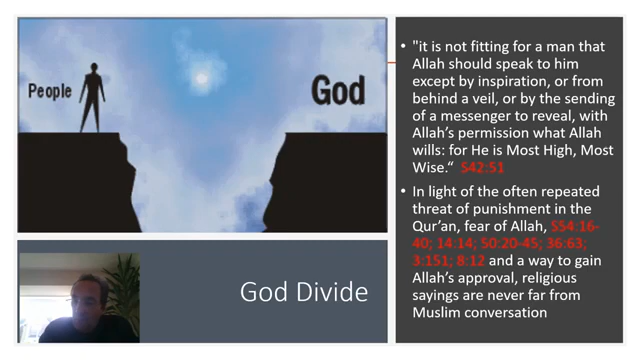 People
God
God Divide
• "it is not fitting for a man that
Allah should speak to him
except by inspiration, or from
behind a veil, or by the sending
of a messenger to reveal, with
Allah's permission what Allah
wills: for He is Most High, Most
Wise.“ S42:51
• In light of the often repeated
threat of punishment in the
Qur'an, fear of Allah, S54:16-
40; 14:14; 50:20-45; 36:63;
3:151; 8:12 and a way to gain
Allah's approval, religious
sayings are never far from
Muslim conversation